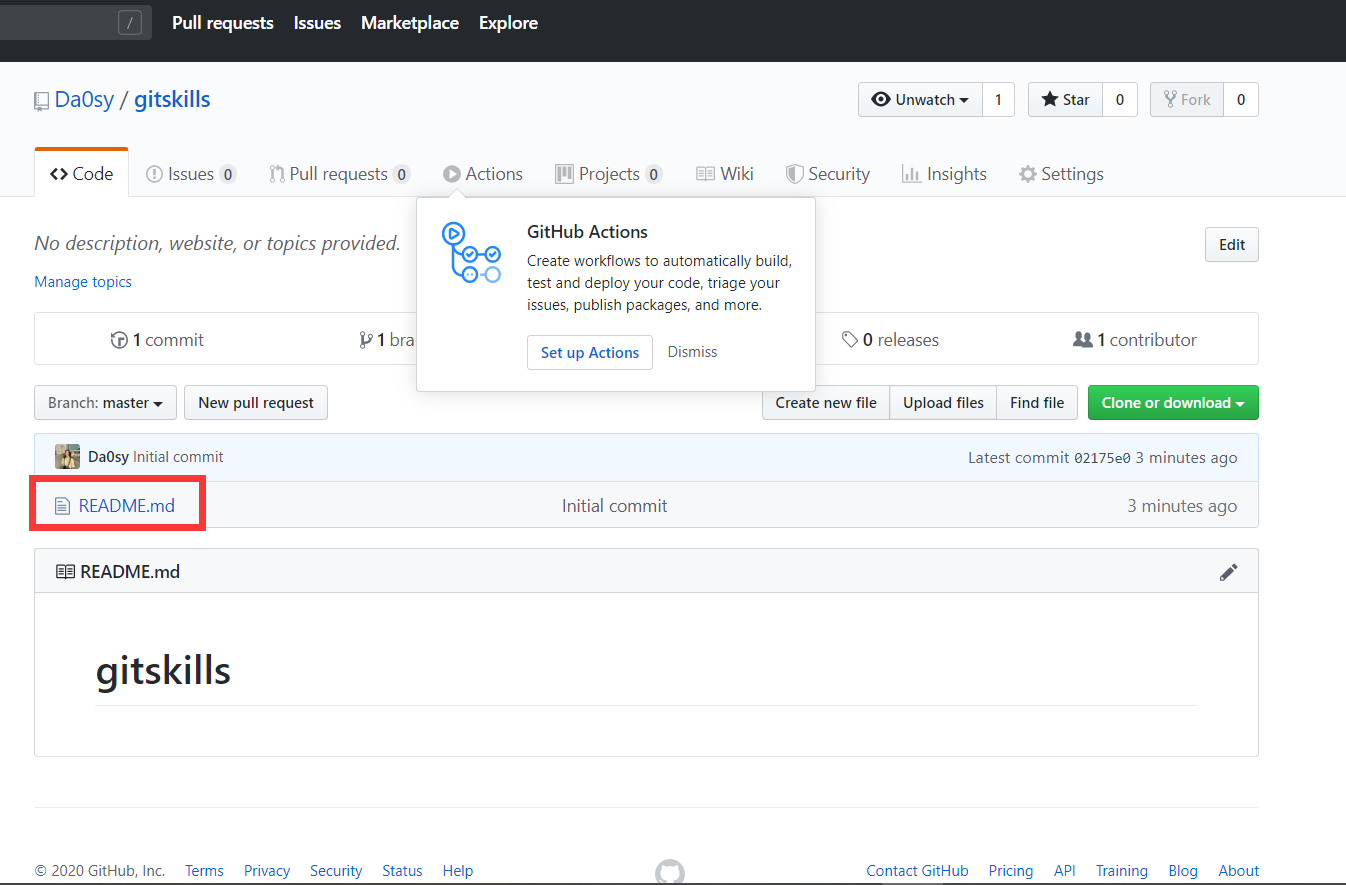 / Pull requests Issues Marketplace Explore
Da0sy / gitskills Unwatch 1 Star 0 Fork 0
Code Issues 0 Pull requests 0 Actions Projects 0 Wiki Security Insights Settings
No description, website, or topics provided. Edit
Manage topics
GitHub Actions
Create workflows to automatically build,
test and deploy your code, triage your
issues, publish packages, and more.
Set up Actions Dismiss
1 commit 1 bra 0 releases 1 contributor
Branch: master New pull request Create new file Upload files Find file Clone or download
Da0sy Initial commit Latest commit 02175e0 3 minutes ago
README.md Initial commit 3 minutes ago
README.md
gitskills
© 2020 GitHub, Inc. Terms Privacy Security Status Help Contact GitHub Pricing API Training Blog About